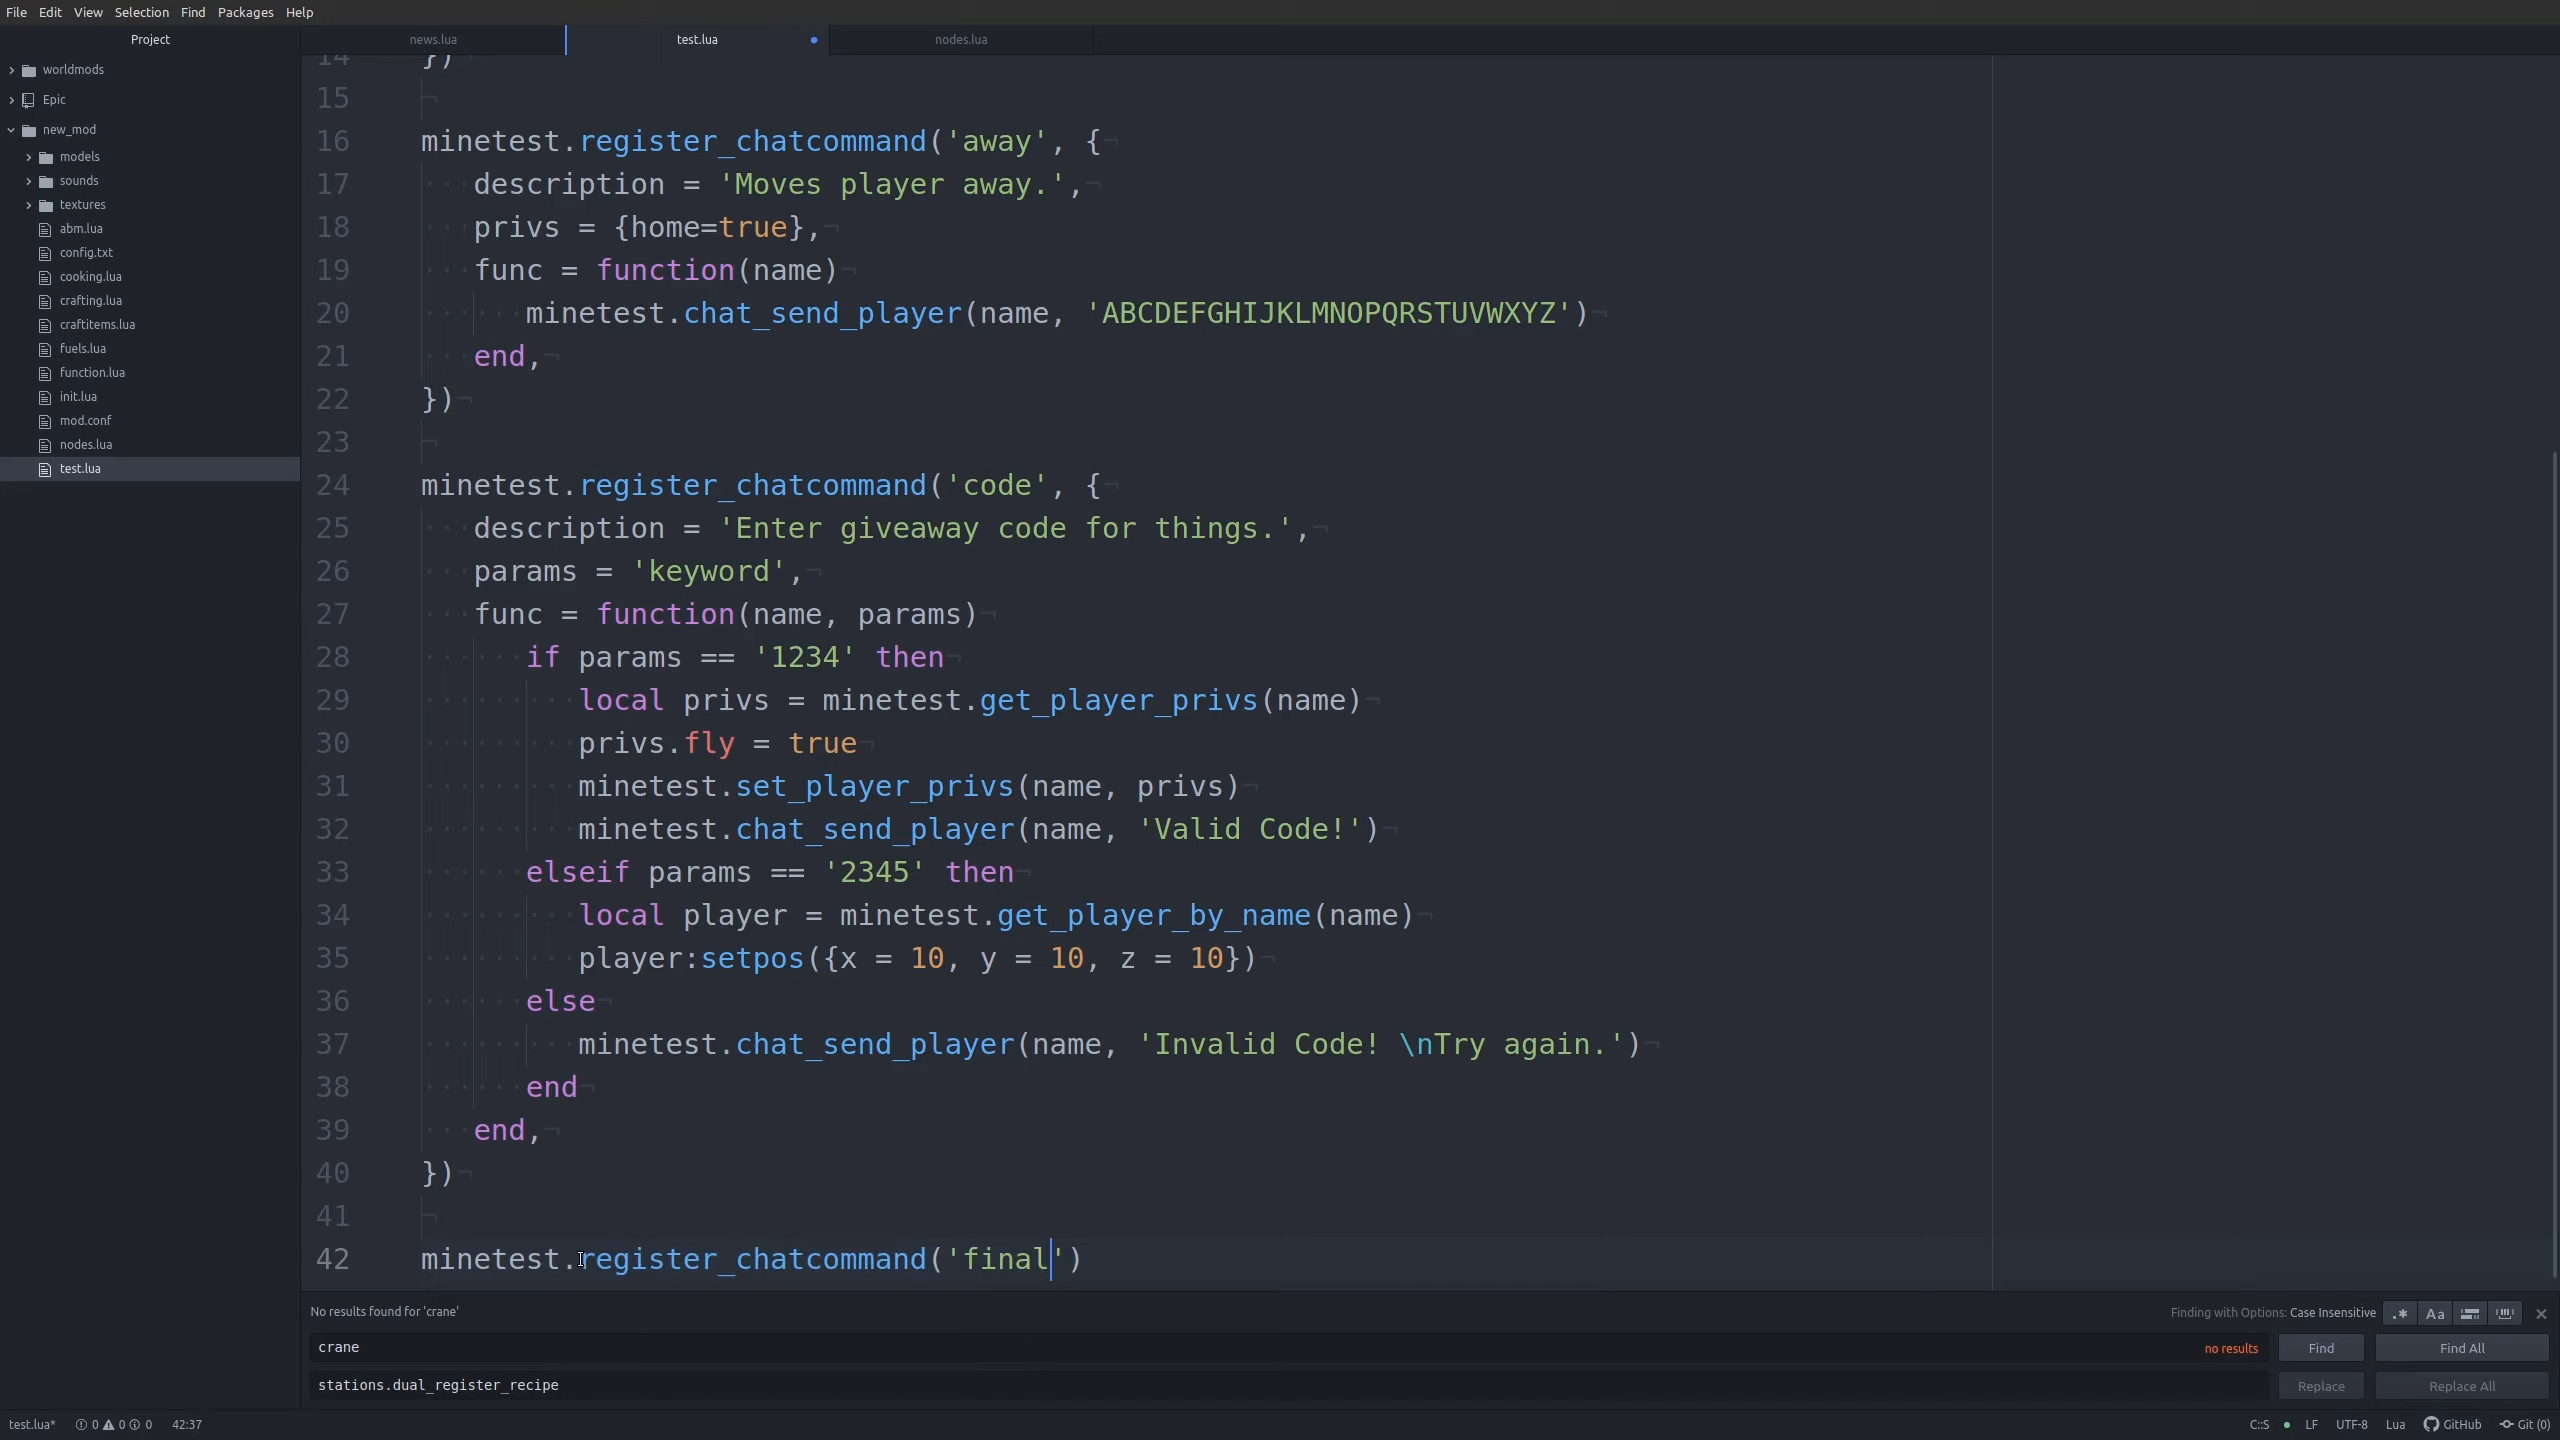 File Edit View Selection Find Packages Help
Project
news.lua test.lua nodes.lua
worldmods
Epic
new_mod
models
sounds
textures
abm.lua
config.txt
cooking.lua
crafting.lua
craftitems.lua
fuels.lua
function.lua
init.lua
mod.conf
nodes.lua
test.lua
14 })
15
16 minetest.register_chatcommand('away', {
17 description = 'Moves player away.',
18 privs = {home=true},
19 func = function(name)
20 minetest.chat_send_player(name, 'ABCDEFGHIJKLMNOPQRSTUVWXYZ')
21 end,
22 })
23
24 minetest.register_chatcommand('code', {
25 description = 'Enter giveaway code for things.',
26 params = 'keyword',
27 func = function(name, params)
28 if params == '1234' then
29 local privs = minetest.get_player_privs(name)
30 privs.fly = true
31 minetest.set_player_privs(name, privs)
32 minetest.chat_send_player(name, 'Valid Code!')
33 elseif params == '2345' then
34 local player = minetest.get_player_by_name(name)
35 player:setpos({x = 10, y = 10, z = 10})
36 else
37 minetest.chat_send_player(name, 'Invalid Code! \nTry again.')
38 end
39 end,
40 })
41
42 minetest.register_chatcommand('final')
No results found for 'crane' Finding with Options: Case Insensitive .* Aa
crane no results Find Find All
stations.dual_register_recipe Replace Replace All
test.lua* 0 0 0 42:37 C::S LF UTF-8 Lua GitHub Git (0)